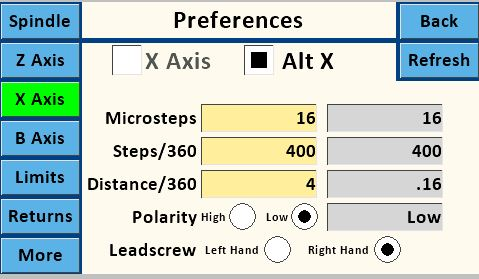 Spindle
Preferences
Back
Z Axis
X Axis
Alt X
Refresh
X Axis
Microsteps 16 16
B Axis
Steps/360 400 400
Limits
Distance/360 4 .16
Returns
Polarity High Low Low
More
Leadscrew Left Hand Right Hand